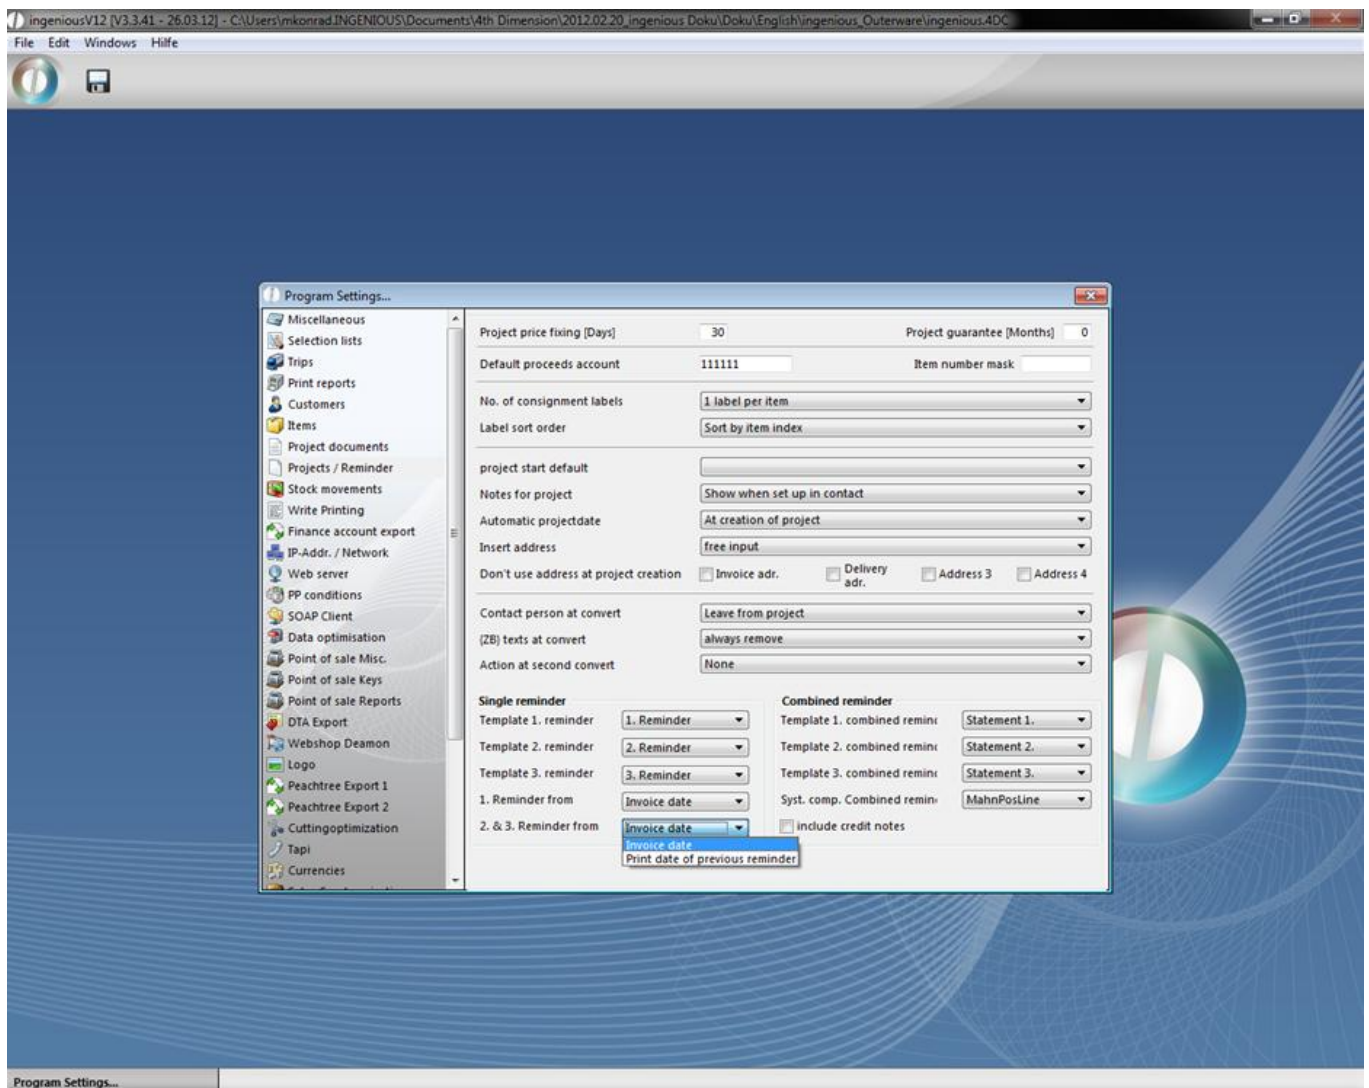 ingeniousV12 [V3.3.41 - 26.03.12] - C:\Users\mkonrad.INGENIOUS\Documents\4th Dimension\2012.02.20_ingenious Doku\Doku\English\ingenious_Outerware\ingenious.4DC
File Edit Windows Hilfe
Program Settings...
Miscellaneous
Selection lists
Trips
Print reports
Customers
Items
Project documents
Projects / Reminder
Stock movements
Write Printing
Finance account export
IP-Addr. / Network
Web server
PP conditions
SOAP Client
Data optimisation
Point of sale Misc.
Point of sale Keys
Point of sale Reports
DTA Export
Webshop Deamon
Logo
Peachtree Export 1
Peachtree Export 2
Cuttingoptimization
Tapi
Currencies
Project price fixing [Days] 30 Project guarantee [Months] 0
Default proceeds account 111111 Item number mask
No. of consignment labels 1 label per item
Label sort order Sort by item index
project start default
Notes for project Show when set up in contact
Automatic projectdate At creation of project
Insert address free input
Don't use address at project creation Invoice adr. Delivery adr. Address 3 Address 4
Contact person at convert Leave from project
(ZB) texts at convert always remove
Action at second convert None
Single reminder Combined reminder
Template 1. reminder 1. Reminder Template 1. combined remin Statement 1.
Template 2. reminder 2. Reminder Template 2. combined remin Statement 2.
Template 3. reminder 3. Reminder Template 3. combined remin Statement 3.
1. Reminder from Invoice date Syst. comp. Combined remin MahnPosLine
2. & 3. Reminder from Invoice date include credit notes
Invoice date
Print date of previous reminder
Program Settings...